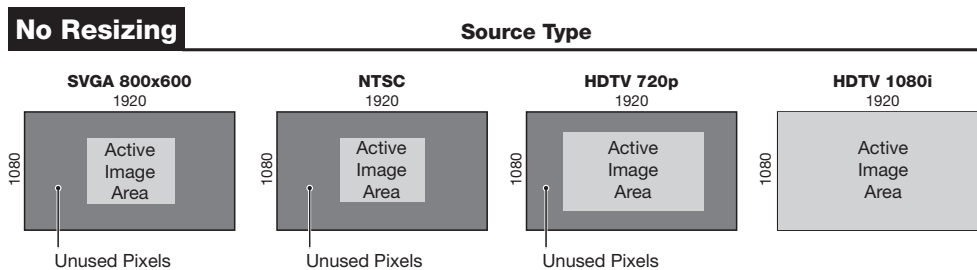 No Resizing
Source Type
SVGA 800x600
1920
1080
Active
Image
Area
Unused Pixels
NTSC
1920
1080
Active
Image
Area
Unused Pixels
HDTV 720p
1920
1080
Active
Image
Area
Unused Pixels
HDTV 1080i
1920
1080
Active
Image
Area